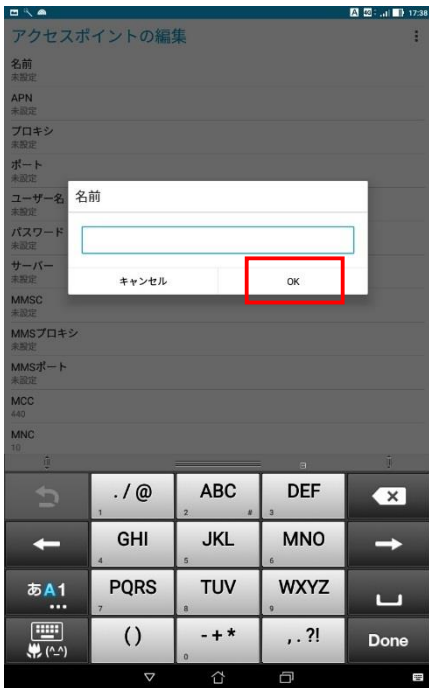 A 4G 17:38
アクセスポイントの編集
名前
未設定
APN
未設定
プロキシ
未設定
ポート
未設定
ユーザー名
未設定
パスワード
未設定
サーバー
未設定
名前
キャンセル OK
MMSC
未設定
MMSプロキシ
未設定
MMSポート
未設定
MCC
440
MNC
10
./@ ABC DEF
1 2 # 3
GHI JKL MNO
4 5 6
あA1 PQRS TUV WXYZ
7 8 9
(^_^) () -+* ,.?! Done
0